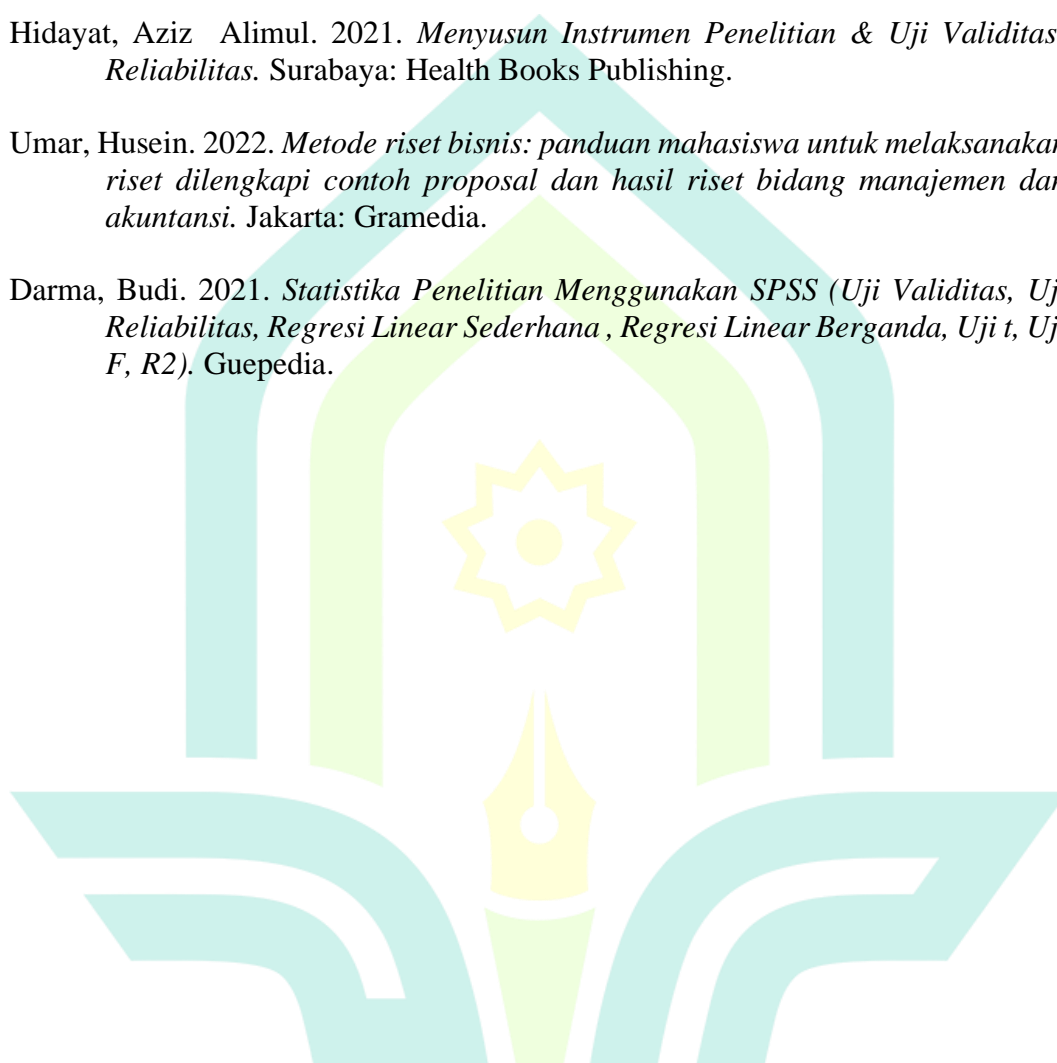 Hidayat, Aziz Alimul. 2021. Menyusun Instrumen Penelitian & Uji Validitas
Reliabilitas. Surabaya: Health Books Publishing.
Umar, Husein. 2022. Metode riset bisnis: panduan mahasiswa untuk melaksanakan
riset dilengkapi contoh proposal dan hasil riset bidang manajemen dan
akuntansi. Jakarta: Gramedia.
Darma, Budi. 2021. Statistika Penelitian Menggunakan SPSS (Uji Validitas, Uji
Reliabilitas, Regresi Linear Sederhana , Regresi Linear Berganda, Uji t, Uji
F, R2). Guepedia.